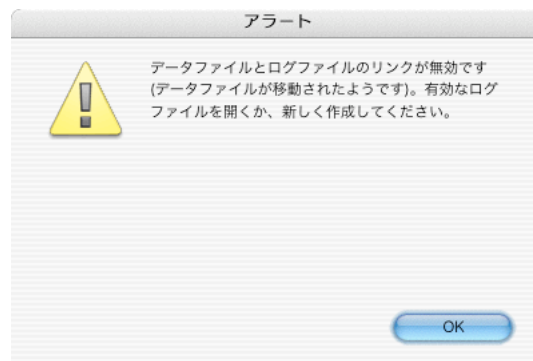 アラート
データファイルとログファイルのリンクが無効です
(データファイルが移動されたようです)。有効なログ
ファイルを開くか、新しく作成してください。
OK